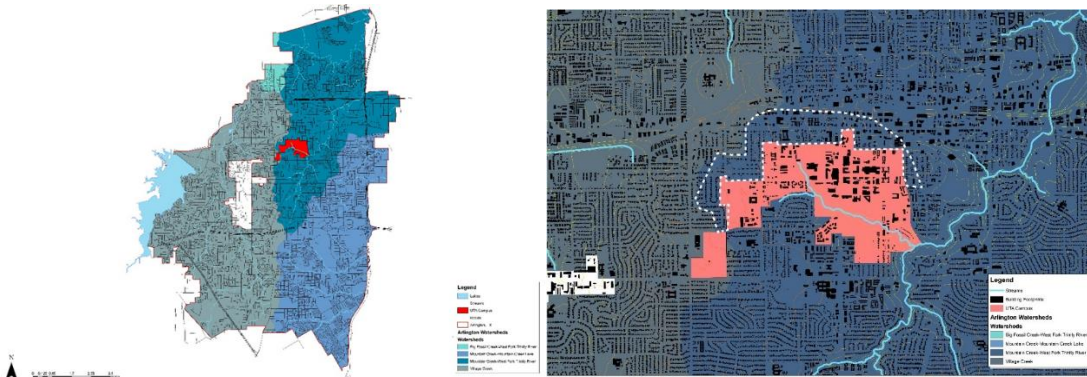 Legend
Lakes
Streams
UTA Campus
Arlington Watersheds
Watersheds
Big Fossil Creek-West Fork Trinity River
Mountain Creek-Mountain Creek Lake
Mountain Creek-West Fork Trinity River
Village Creek
N
Legend
Streams
Building Footprints
UTA Campus
Arlington Watersheds
Watersheds
Big Fossil Creek-West Fork Trinity River
Mountain Creek-Mountain Creek Lake
Mountain Creek-West Fork Trinity River
Village Creek